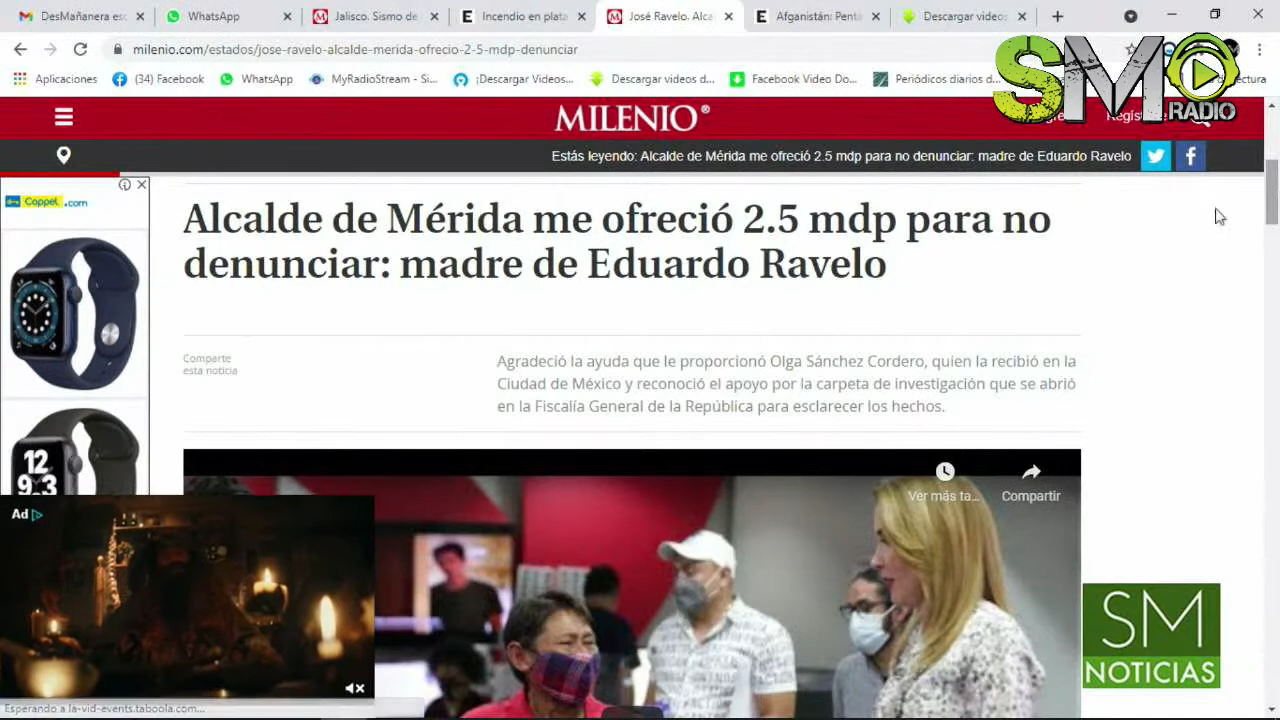 DesMañanera es
WhatsApp
Jalisco. Sismo de
Incendio en plata
José Ravelo. Alca
Afganistán: Penta
Descargar videos
milenio.com/estados/jose-ravelo-alcalde-merida-ofrecio-2-5-mdp-denunciar
Aplicaciones
(34) Facebook
WhatsApp
MyRadioStream - Si...
¡Descargar Videos...
Descargar videos d...
Facebook Video Do...
Periódicos diarios d...
SM
RADIO
MILENIO®
Estás leyendo: Alcalde de Mérida me ofreció 2.5 mdp para no denunciar: madre de Eduardo Ravelo
Coppel.com
Alcalde de Mérida me ofreció 2.5 mdp para no
denunciar: madre de Eduardo Ravelo
Comparte
esta noticia
Agradeció la ayuda que le proporcionó Olga Sánchez Cordero, quien la recibió en la
Ciudad de México y reconoció el apoyo por la carpeta de investigación que se abrió
en la Fiscalía General de la República para esclarecer los hechos.
12
9:3
Ver más ta...
Compartir
Ad
SM
NOTICIAS
Esperando a la-vid-events.taboola.com...